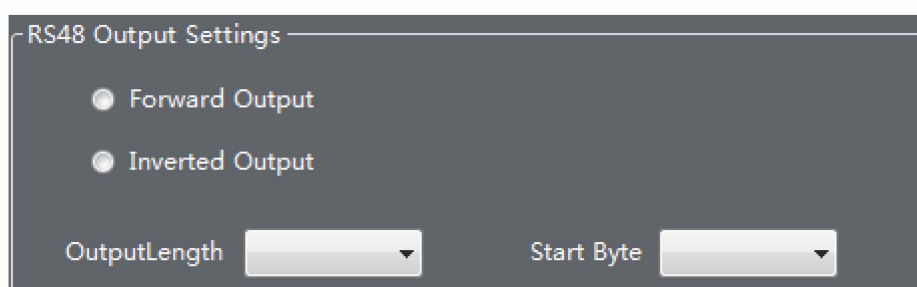 RS48 Output Settings
Forward Output
Inverted Output
OutputLength Start Byte